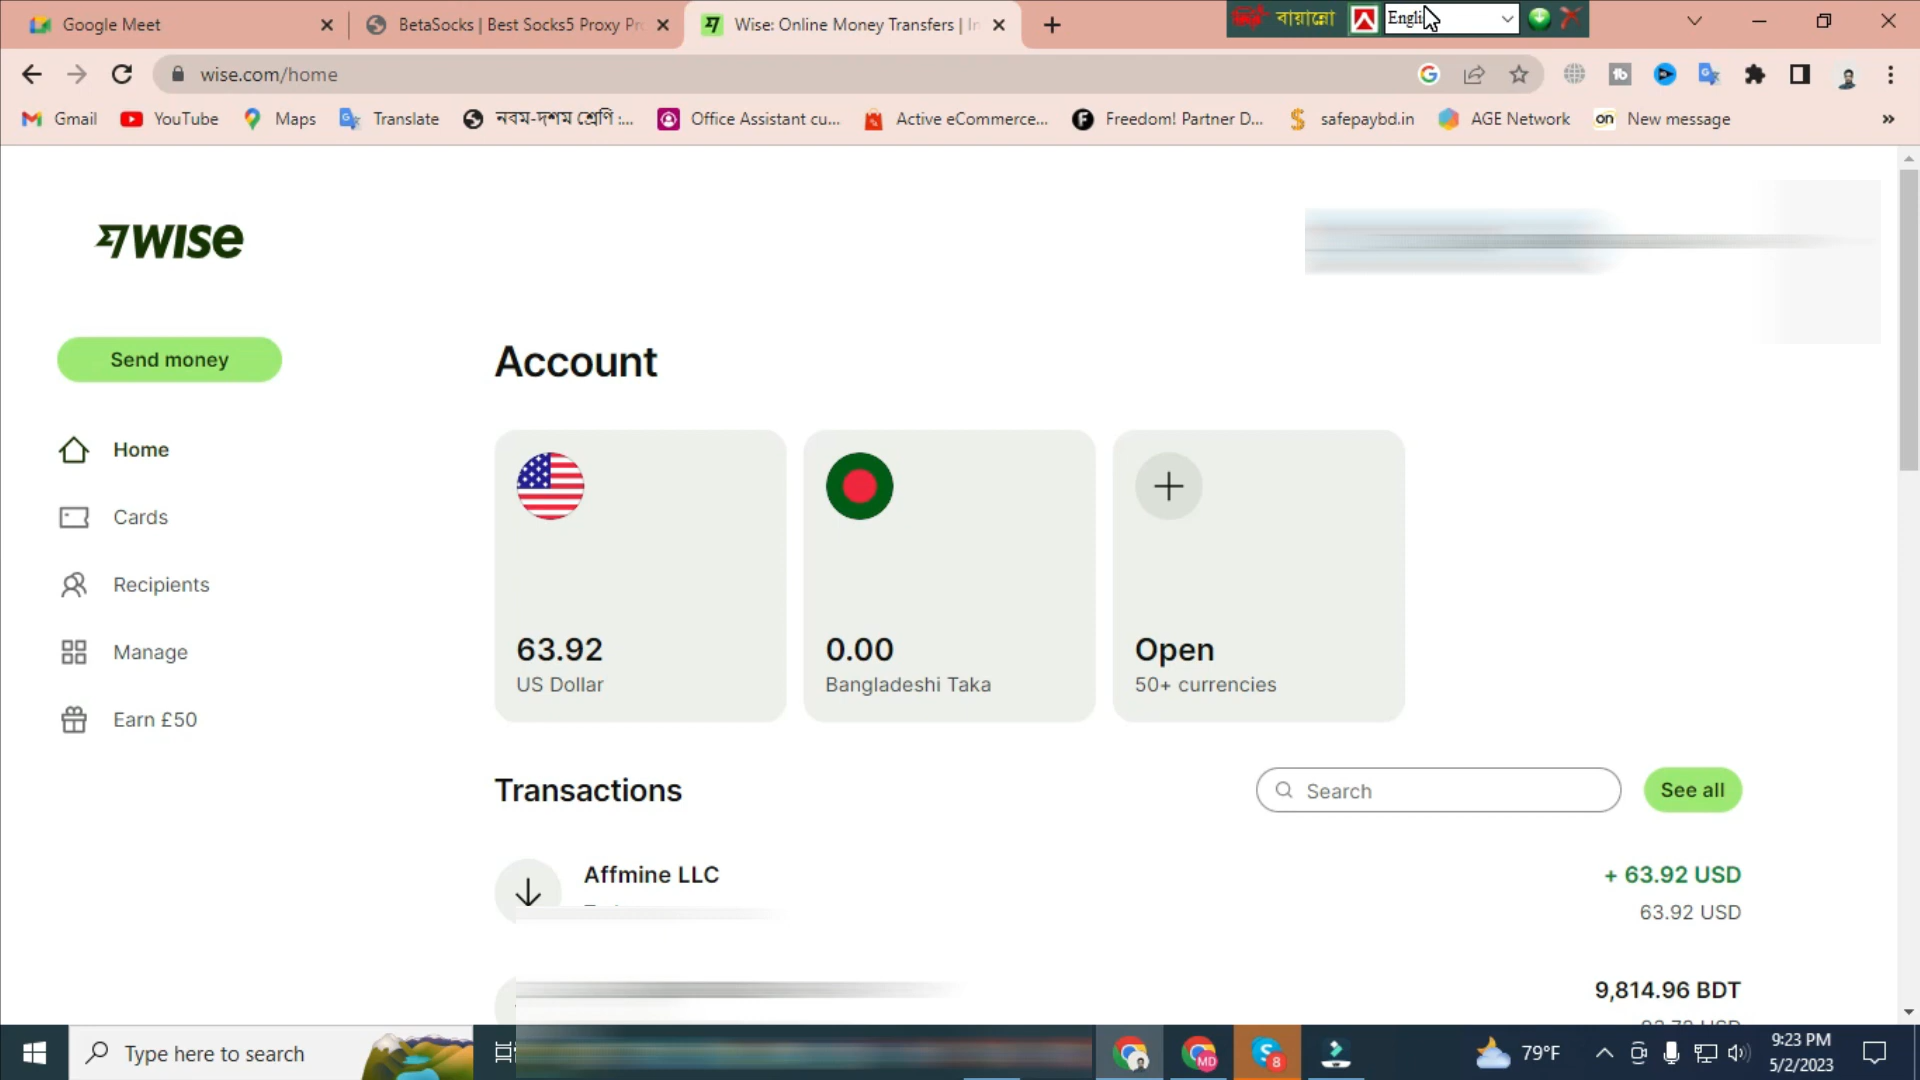 Google Meet
BetaSocks | Best Socks5 Proxy Pr
Wise: Online Money Transfers | In
বায়ান্নো
Engli
wise.com/home
Gmail
YouTube
Maps
Translate
নবম-দশম শ্রেণি :...
Office Assistant cu...
Active eCommerce...
Freedom! Partner D...
safepaybd.in
on
AGE Network
New message
»
WISE
Send money
Account
Home
Cards
Recipients
Manage
Earn £50
63.92
US Dollar
0.00
Bangladeshi Taka
Open
50+ currencies
Transactions
Search
See all
Affmine LLC
+ 63.92 USD
63.92 USD
9,814.96 BDT
Type here to search
MD
8
79°F
9:23 PM
5/2/2023